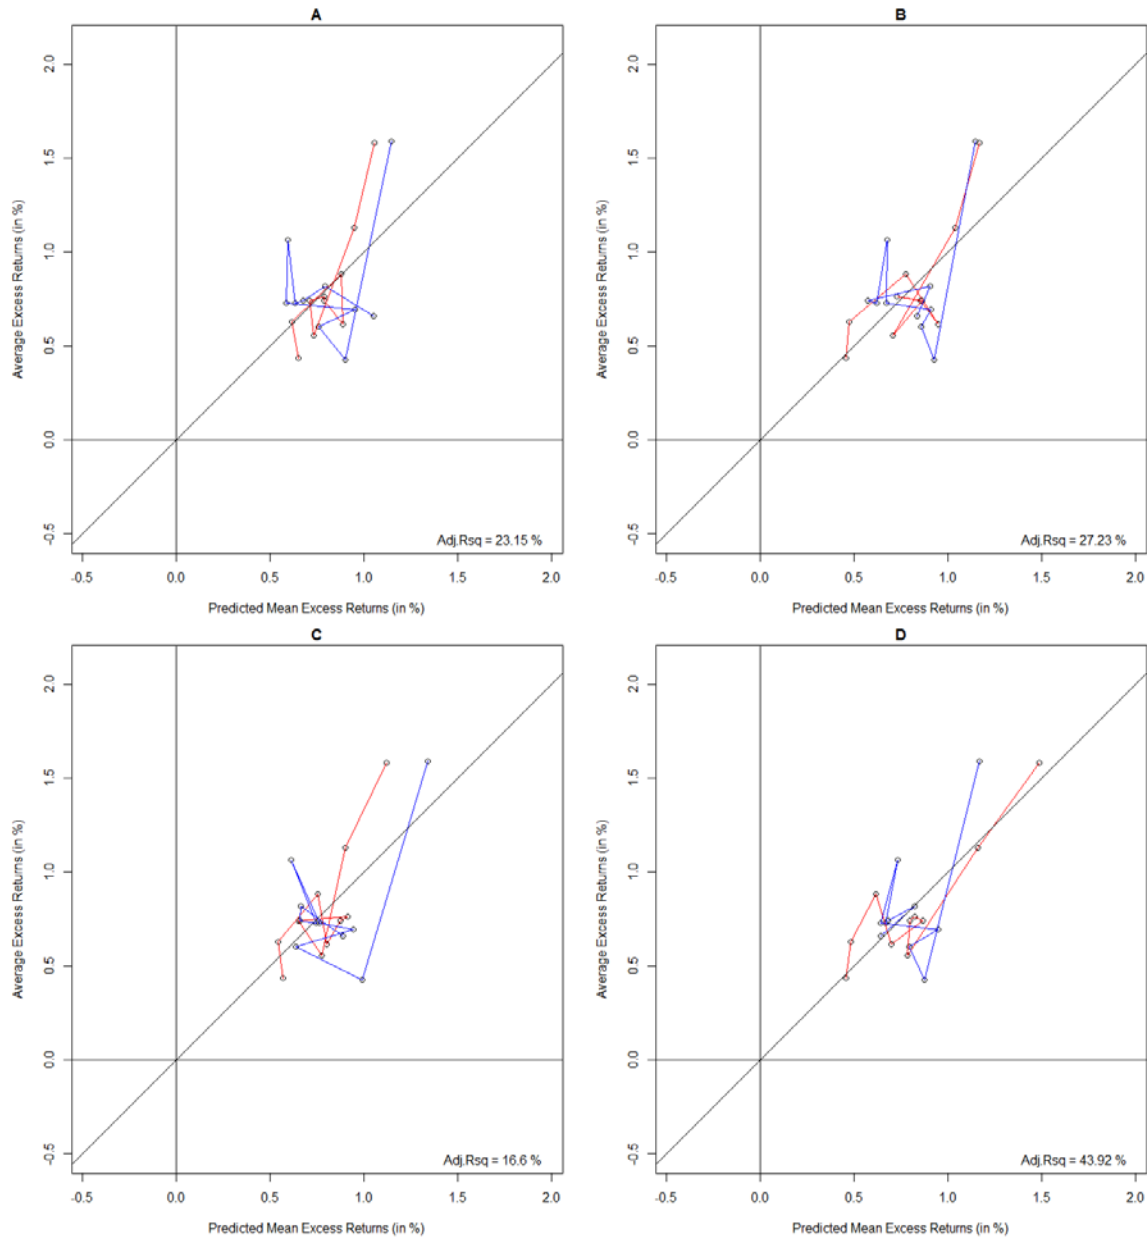 A
Average Excess Returns (in %)
2.0
1.5
1.0
0.5
0.0
-0.5
Adj.Rsq = 23.15 %
-0.5 0.0 0.5 1.0 1.5 2.0
Predicted Mean Excess Returns (in %)
B
Average Excess Returns (in %)
2.0
1.5
1.0
0.5
0.0
-0.5
Adj.Rsq = 27.23 %
-0.5 0.0 0.5 1.0 1.5 2.0
Predicted Mean Excess Returns (in %)
C
Average Excess Returns (in %)
2.0
1.5
1.0
0.5
0.0
-0.5
Adj.Rsq = 16.6 %
-0.5 0.0 0.5 1.0 1.5 2.0
Predicted Mean Excess Returns (in %)
D
Average Excess Returns (in %)
2.0
1.5
1.0
0.5
0.0
-0.5
Adj.Rsq = 43.92 %
-0.5 0.0 0.5 1.0 1.5 2.0
Predicted Mean Excess Returns (in %)